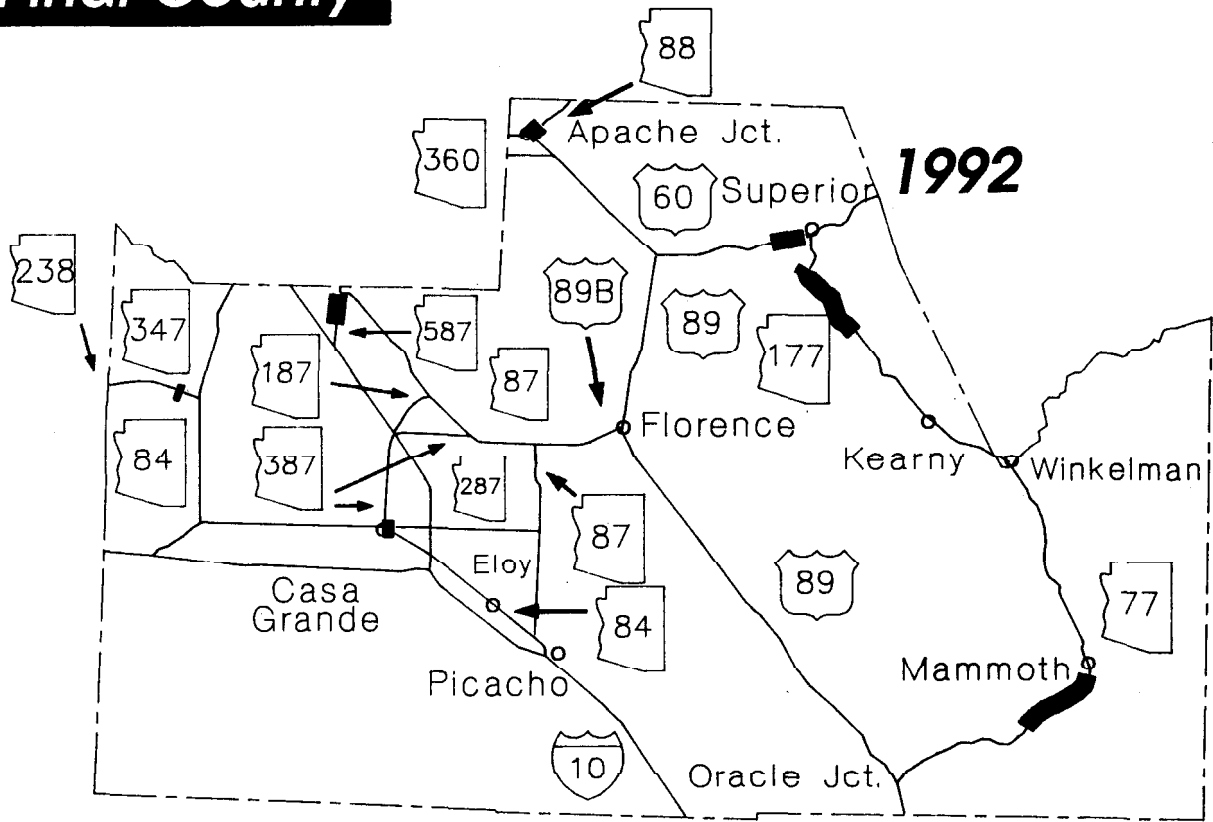 Pinal County
88
Apache Jct.
360
1992
60
Superior
238
89B
347
587
89
187
87
177
Florence
84
387
Kearny
Winkelman
287
87
Eloy
89
Casa
Grande
84
77
Mammoth
Picacho
10
Oracle Jct.